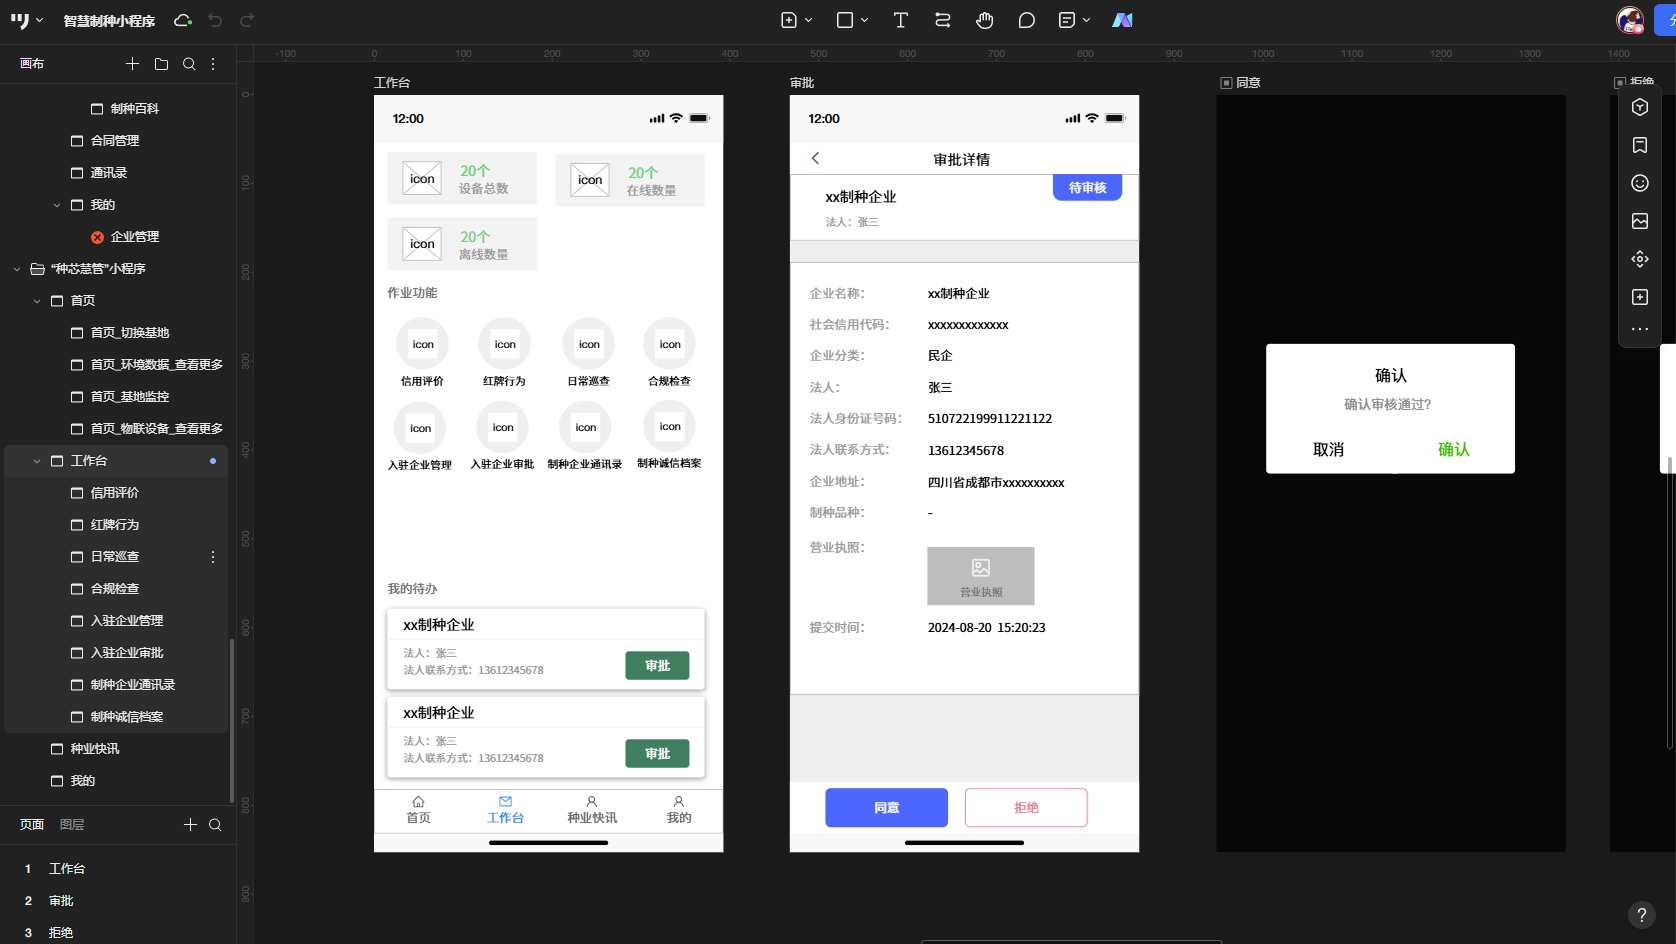 智慧制种小程序
画布
制种百科
合同管理
通讯录
我的
企业管理
“种芯慧管”小程序
首页
首页_切换基地
首页_环境数据_查看更多
首页_基地监控
首页_物联设备_查看更多
工作台
信用评价
红牌行为
日常巡查
合规检查
入驻企业管理
入驻企业审批
制种企业通讯录
制种诚信档案
种业快讯
我的
页面 图层
1 工作台
2 审批
3 拒绝
-100 0 100 200 300 400 500 600 700 800 900 1000 1100 1200 1300 1400
0
100
200
300
400
500
600
700
800
900
工作台
12:00
icon 20个 设备总数
icon 20个 在线数量
icon 20个 离线数量
作业功能
icon icon icon icon
信用评价 红牌行为 日常巡查 合规检查
icon icon icon icon
入驻企业管理 入驻企业审批 制种企业通讯录 制种诚信档案
我的待办
xx制种企业
法人：张三
法人联系方式：13612345678
审批
xx制种企业
法人：张三
法人联系方式：13612345678
审批
首页 工作台 种业快讯 我的
审批
12:00
审批详情
待审核
xx制种企业
法人：张三
企业名称： xx制种企业
社会信用代码： xxxxxxxxxxxxx
企业分类： 民企
法人： 张三
法人身份证号码： 510722199911221122
法人联系方式： 13612345678
企业地址： 四川省成都市xxxxxxxxxx
制种品种： -
营业执照：
营业执照
提交时间： 2024-08-20 15:20:23
同意 拒绝
同意
确认
确认审核通过?
取消 确认
拒绝
?